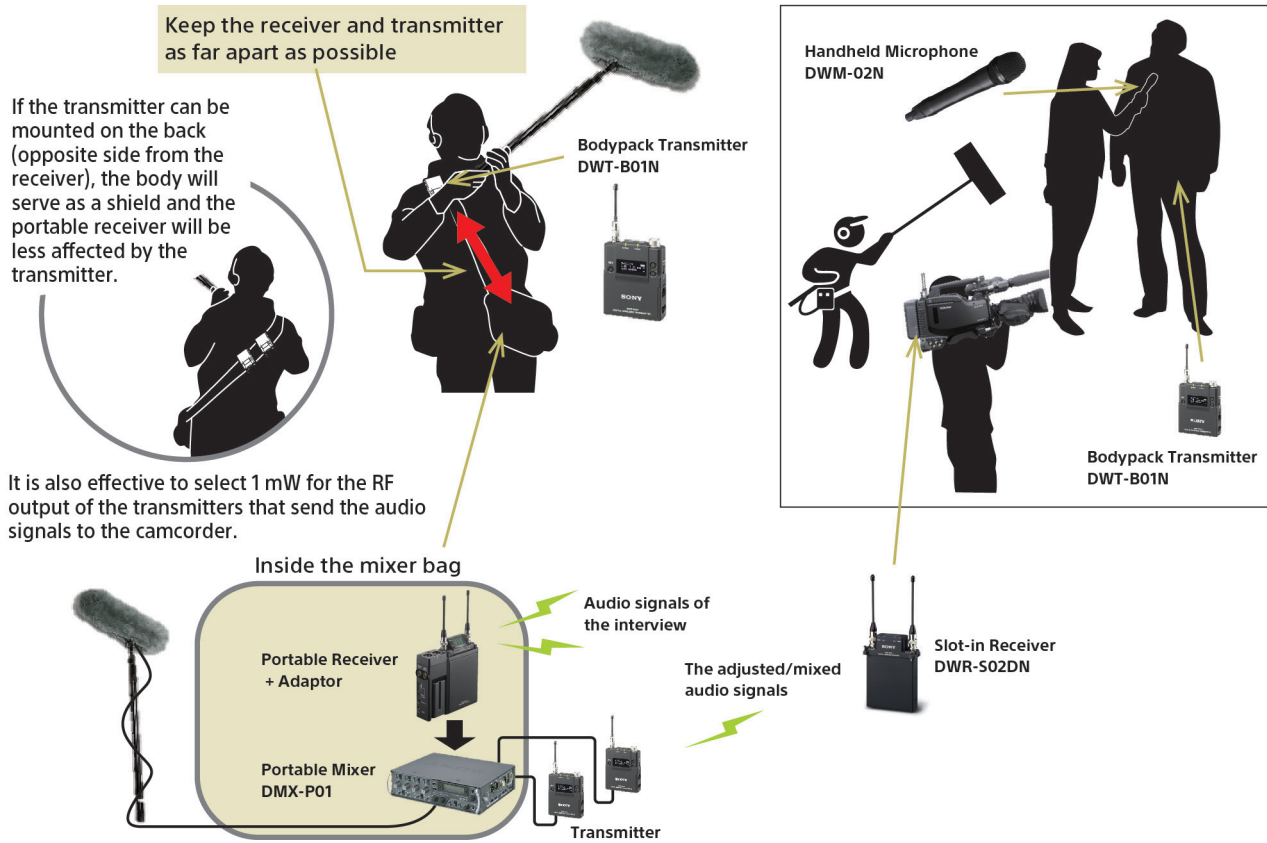 Keep the receiver and transmitter
as far apart as possible
If the transmitter can be
mounted on the back
(opposite side from the
receiver), the body will
serve as a shield and the
portable receiver will be
less affected by the
transmitter.
Bodypack Transmitter
DWT-B01N
SONY
Handheld Microphone
DWM-02N
Bodypack Transmitter
DWT-B01N
SONY
It is also effective to select 1 mW for the RF
output of the transmitters that send the audio
signals to the camcorder.
Inside the mixer bag
Portable Receiver
+ Adaptor
Audio signals of
the interview
The adjusted/mixed
audio signals
Slot-in Receiver
DWR-S02DN
SONY
Portable Mixer
DMX-P01
Transmitter